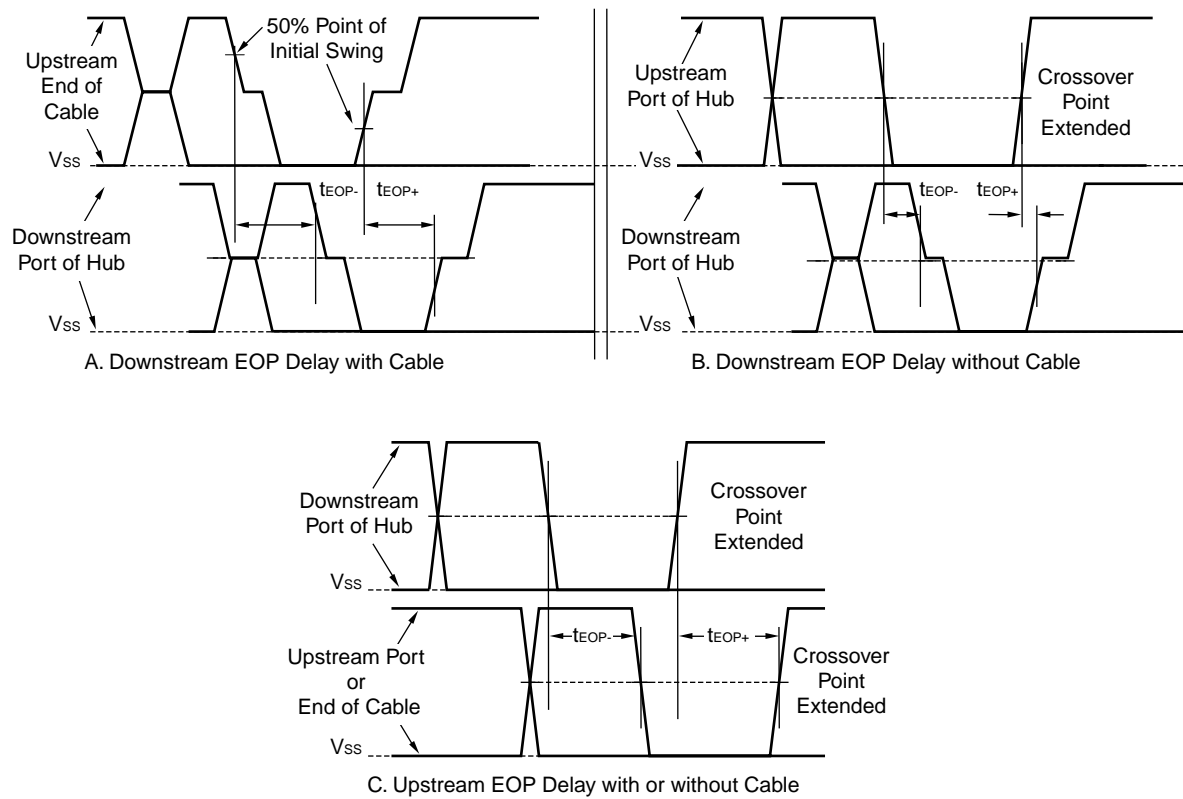 50% Point of
Initial Swing
Upstream
End of
Cable
VSS
tEOP-
tEOP+
Downstream
Port of Hub
VSS
A. Downstream EOP Delay with Cable
Upstream
Port of Hub
Crossover
Point
Extended
VSS
tEOP-
tEOP+
Downstream
Port of Hub
VSS
B. Downstream EOP Delay without Cable
Downstream
Port of Hub
Crossover
Point
Extended
VSS
tEOP-
tEOP+
Upstream Port
or
End of Cable
Crossover
Point
Extended
VSS
C. Upstream EOP Delay with or without Cable